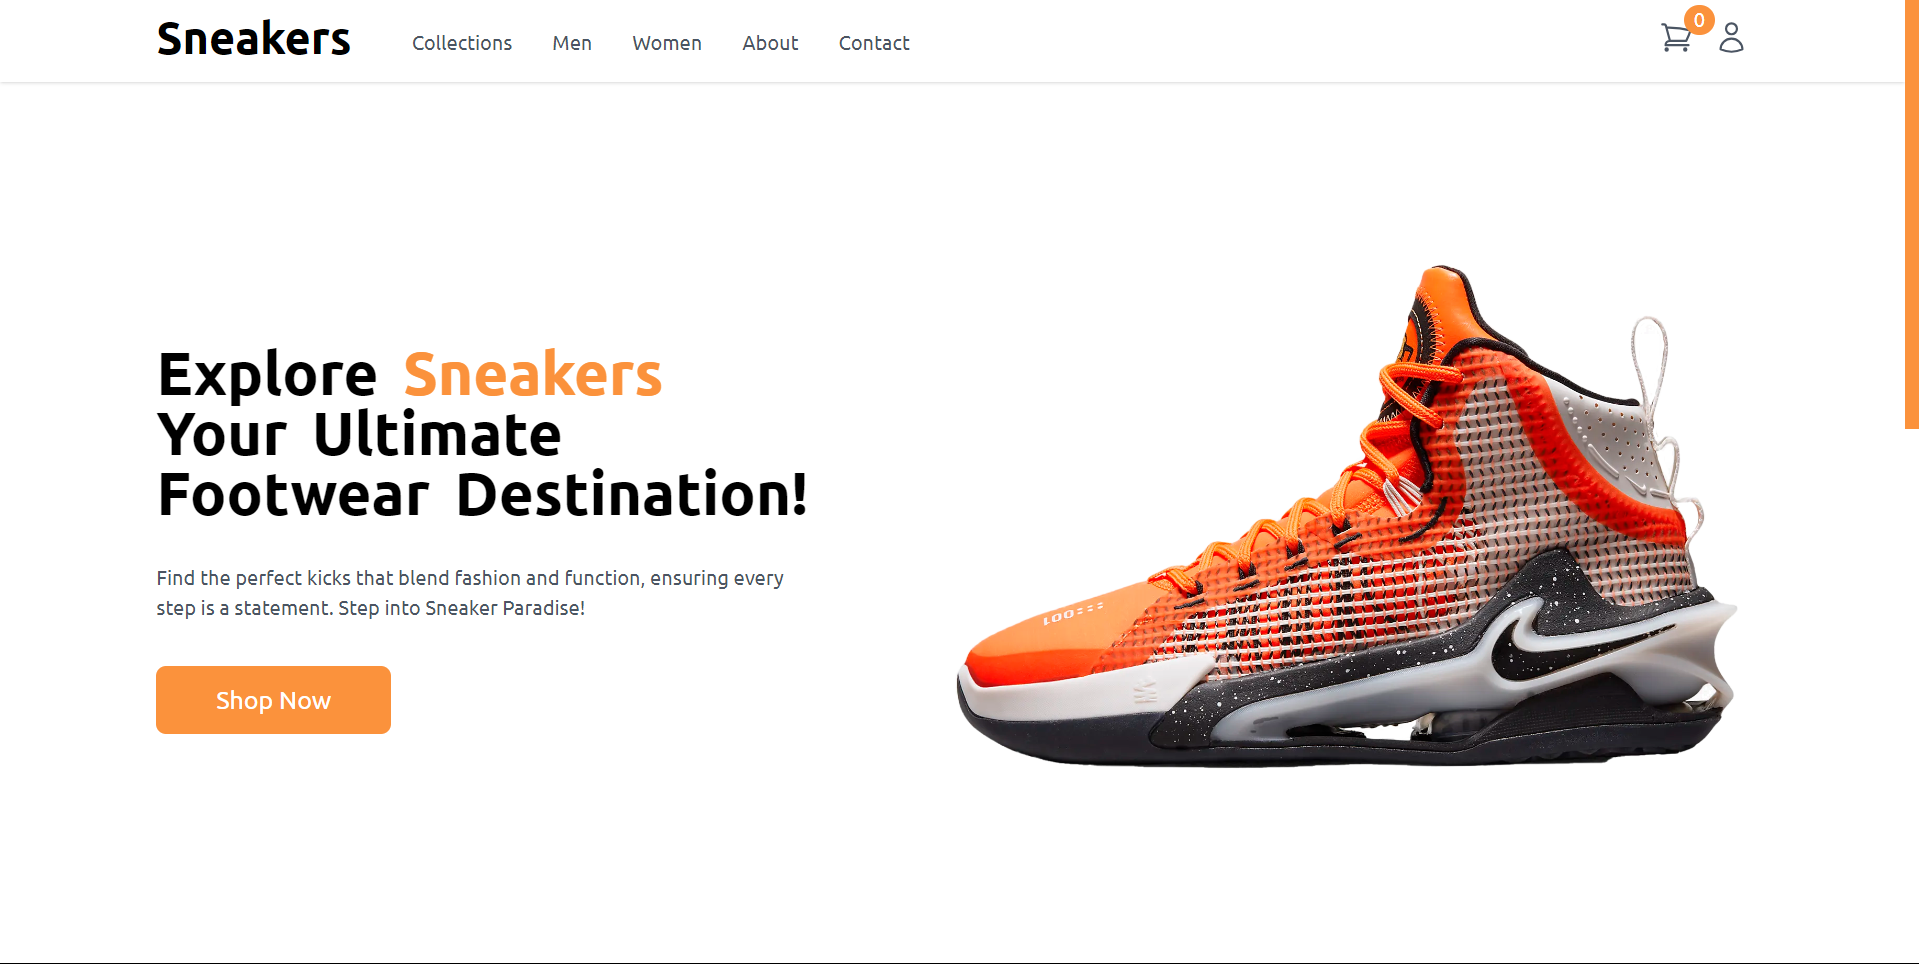 Sneakers
Collections
Men
Women
About
Contact
0
Explore Sneakers
Your Ultimate
Footwear Destination!
Find the perfect kicks that blend fashion and function, ensuring every
step is a statement. Step into Sneaker Paradise!
Shop Now
001